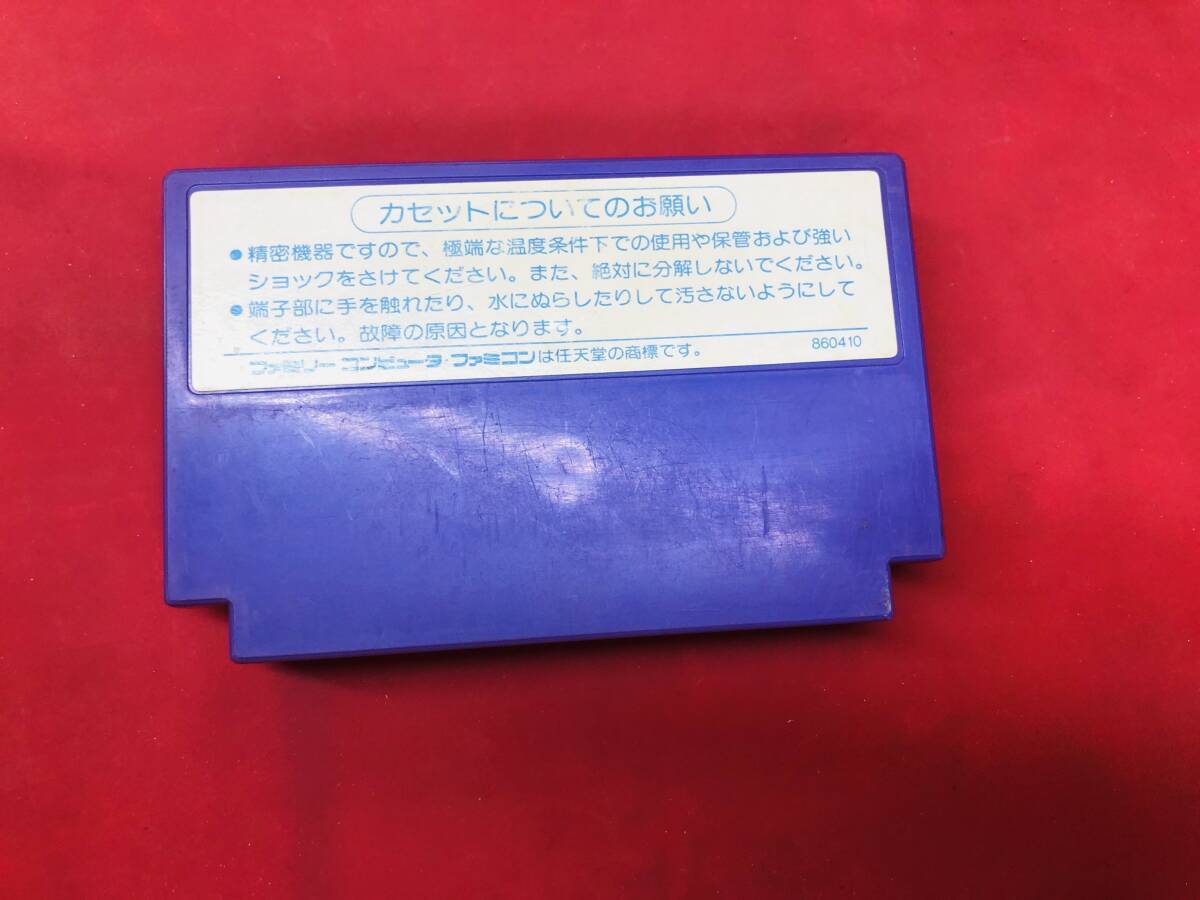 カセットについてのお願い
●精密機器ですので、極端な温度条件下での使用や保管および強い
ショックをさけてください。また、絶対に分解しないでください。
●端子部に手を触れたり、水にぬらしたりして汚さないようにして
ください。故障の原因となります。
ファミリーコンピュータ・ファミコンは任天堂の商標です。 860410